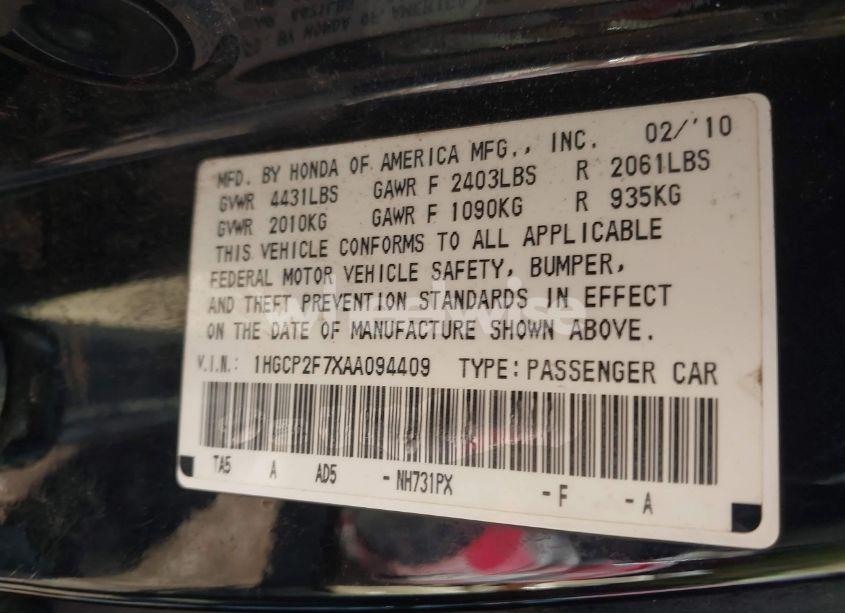 MFD. BY HONDA OF AMERICA MFG., INC. 02/'10
GVWR 4431LBS GAWR F 2403LBS R 2061LBS
GVWR 2010KG GAWR F 1090KG R 935KG
THIS VEHICLE CONFORMS TO ALL APPLICABLE
FEDERAL MOTOR VEHICLE SAFETY, BUMPER,
AND THEFT PREVENTION STANDARDS IN EFFECT
ON THE DATE OF MANUFACTURE SHOWN ABOVE.
V.I.N.: 1HGCP2F7XAA094409 TYPE:PASSENGER CAR
TA5 A AD5 - NH731PX - F - A
wheelwise